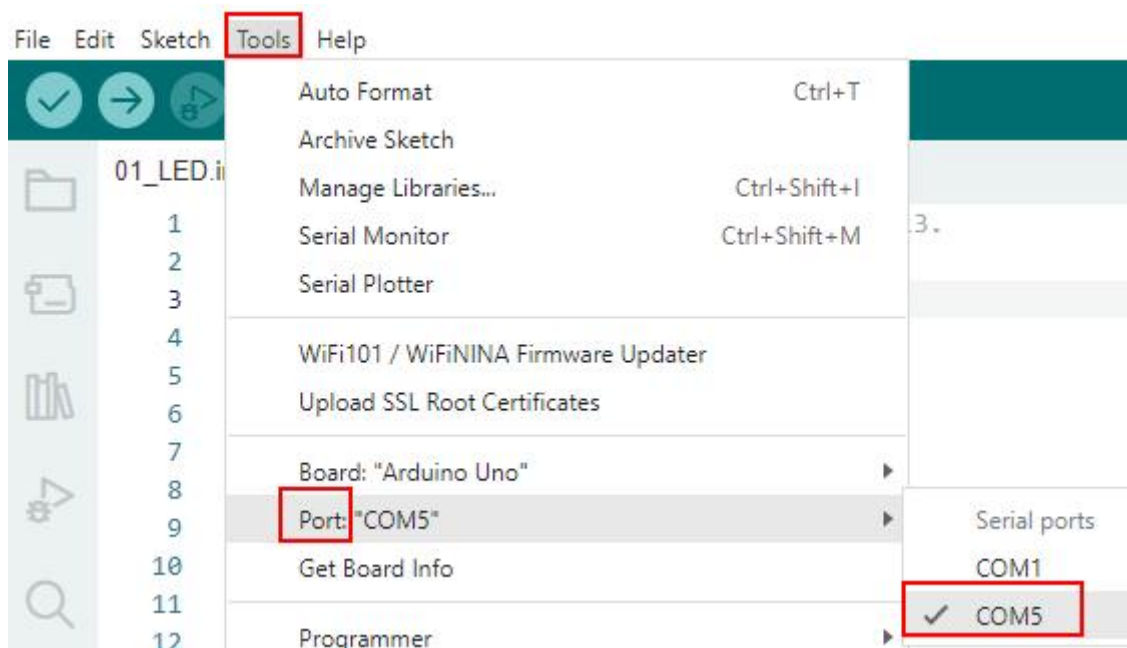 File Edit Sketch Tools Help
Auto Format Ctrl+T
Archive Sketch
01_LED.i
Manage Libraries... Ctrl+Shift+I
1
Serial Monitor Ctrl+Shift+M
3.
2
Serial Plotter
3
4
WiFi101 / WiFiNINA Firmware Updater
5
Upload SSL Root Certificates
6
7
Board: "Arduino Uno"
8
Port: "COM5"
Serial ports
9
Get Board Info
COM1
10
11
COM5
Programmer
12